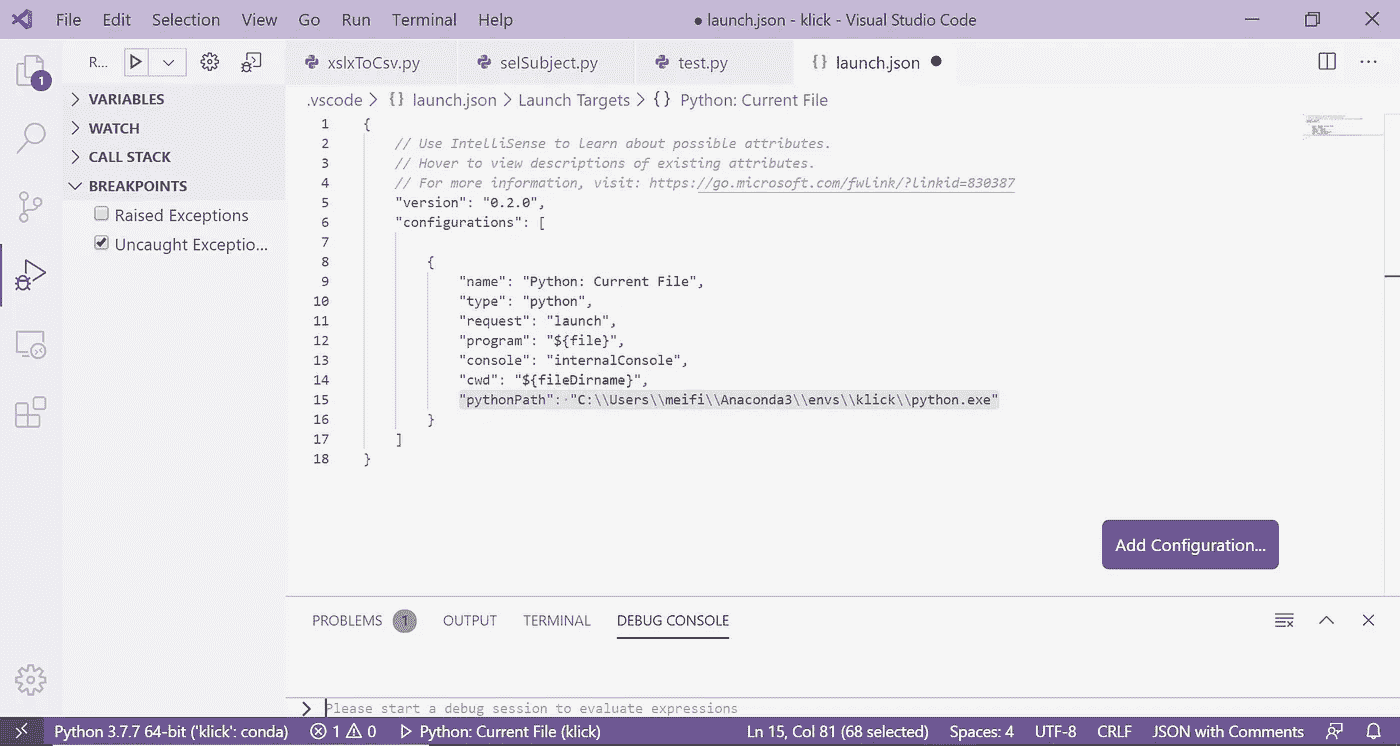 File Edit Selection View Go Run Terminal Help ● launch.json - klick - Visual Studio Code
R... xslxToCsv.py selSubject.py test.py {} launch.json ●
1
VARIABLES
WATCH
CALL STACK
BREAKPOINTS
Raised Exceptions
Uncaught Exceptio...
.vscode > {} launch.json > Launch Targets > {} Python: Current File
1 {
2 // Use IntelliSense to learn about possible attributes.
3 // Hover to view descriptions of existing attributes.
4 // For more information, visit: https://go.microsoft.com/fwlink/?linkid=830387
5 "version": "0.2.0",
6 "configurations": [
7
8 {
9 "name": "Python: Current File",
10 "type": "python",
11 "request": "launch",
12 "program": "${file}",
13 "console": "internalConsole",
14 "cwd": "${fileDirname}",
15 "pythonPath": "C:\\Users\\meifi\\Anaconda3\\envs\\klick\\python.exe"
16 }
17 ]
18 }
Add Configuration...
PROBLEMS 1 OUTPUT TERMINAL DEBUG CONSOLE
Please start a debug session to evaluate expressions
Python 3.7.7 64-bit ('klick': conda) 1 0 Python: Current File (klick) Ln 15, Col 81 (68 selected) Spaces: 4 UTF-8 CRLF JSON with Comments